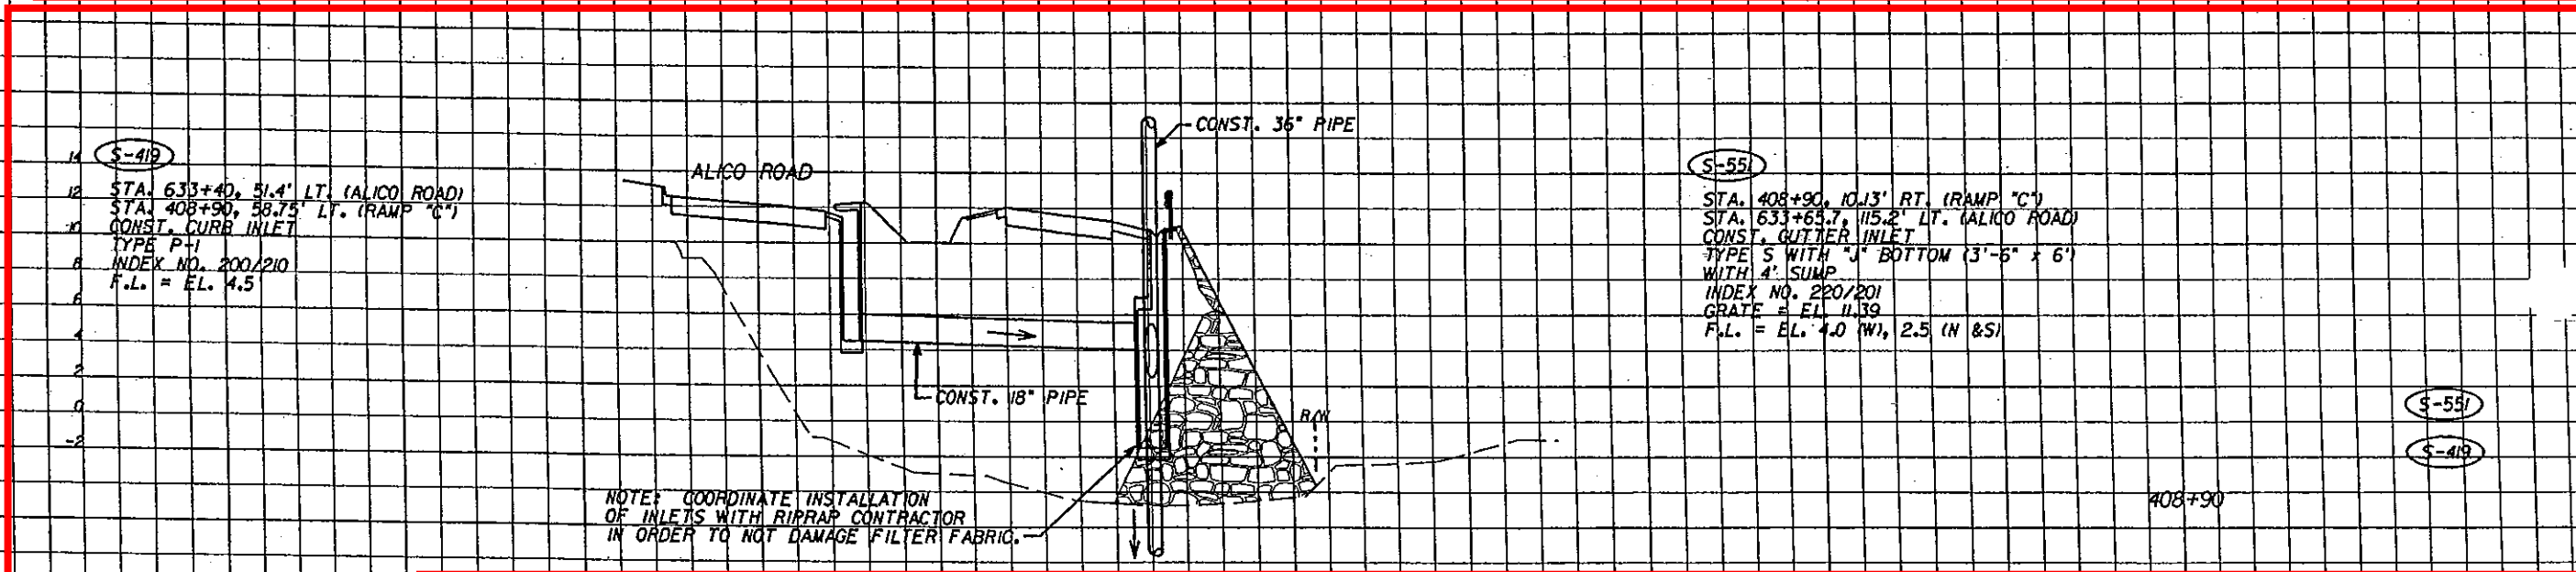 S-419
STA. 633+40, 51.4' LT. (ALICO ROAD)
STA. 408+90, 58.75' LT. (RAMP "C")
CONST. CURB INLET
TYPE P-1
INDEX NO. 200/210
F.L. = EL. 4.5
14
12
10
8
6
4
2
0
-2
ALICO ROAD
CONST. 36" PIPE
CONST. 18" PIPE
R/W
NOTE: COORDINATE INSTALLATION
OF INLETS WITH RIPRAP CONTRACTOR
IN ORDER TO NOT DAMAGE FILTER FABRIC.
S-551
STA. 408+90, 10.13' RT. (RAMP "C")
STA. 633+65.7, 115.2' LT. (ALICO ROAD)
CONST. GUTTER INLET
TYPE S WITH "J" BOTTOM (3'-6" x 6')
WITH 4' SUMP
INDEX NO. 220/201
GRATE = EL. 11.39
F.L. = EL. 4.0 (W), 2.5 (N &S)
S-551
S-419
408+90